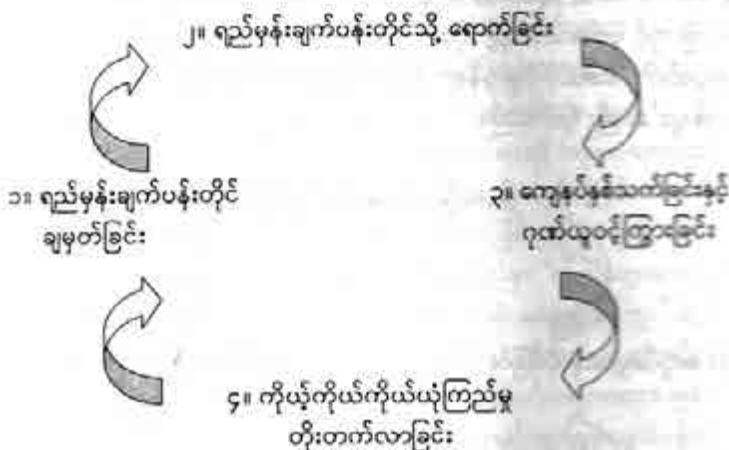 ၂။ ရည်မှန်းချက်ပန်းတိုင်သို့ ရောက်ခြင်း
၁။ ရည်မှန်းချက်ပန်းတိုင်
ချမှတ်ခြင်း
၃။ ကျေနပ်နှစ်သက်ခြင်းနှင့်
ဂုဏ်ယူဝင့်ကြွားခြင်း
၄။ ကိုယ့်ကိုယ်ကိုယ်ယုံကြည်မှု
တိုးတက်လာခြင်း